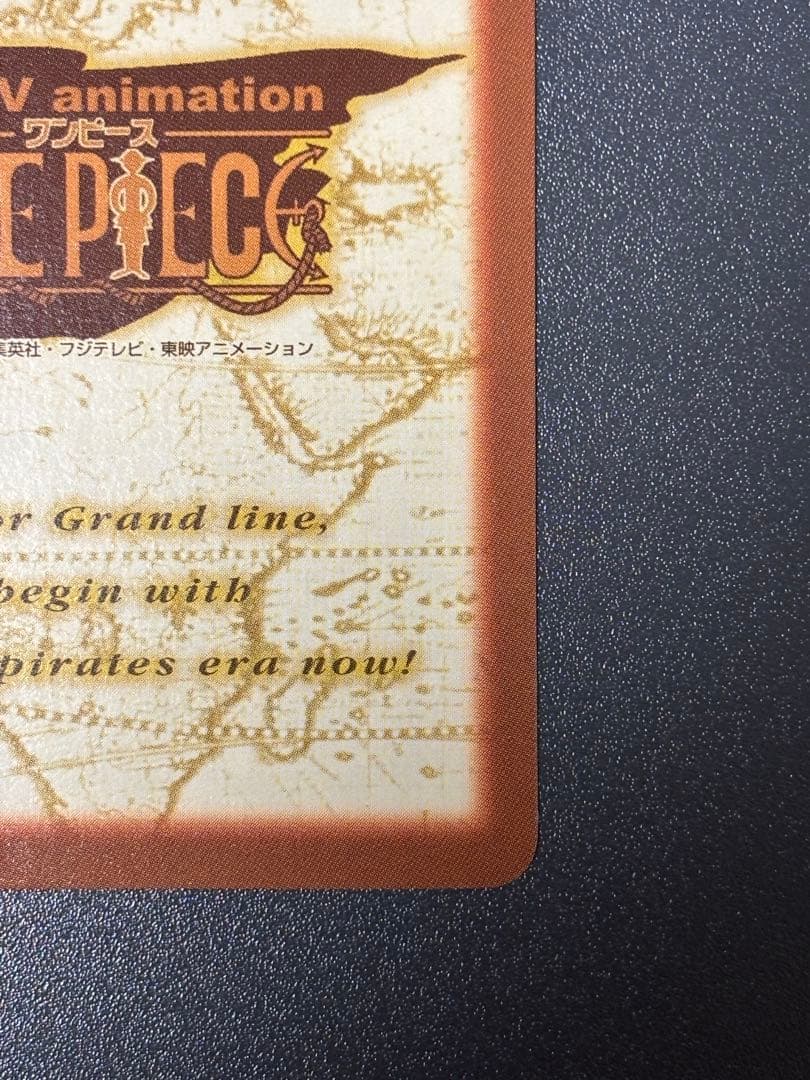 V animation
ワンピース
E PIECE
集英社・フジテレビ・東映アニメーション
or Grand line,
begin with
pirates era now!